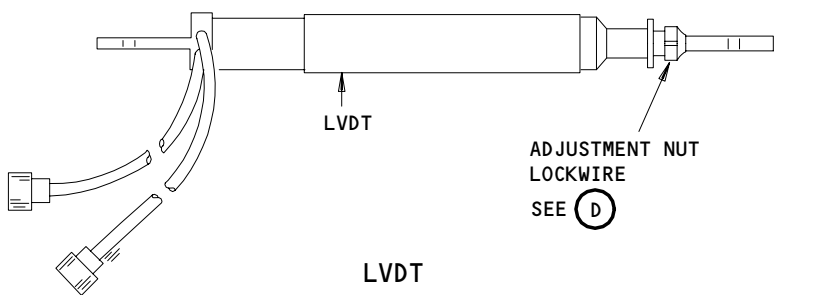 LVDT
ADJUSTMENT NUT
LOCKWIRE
SEE D
LVDT